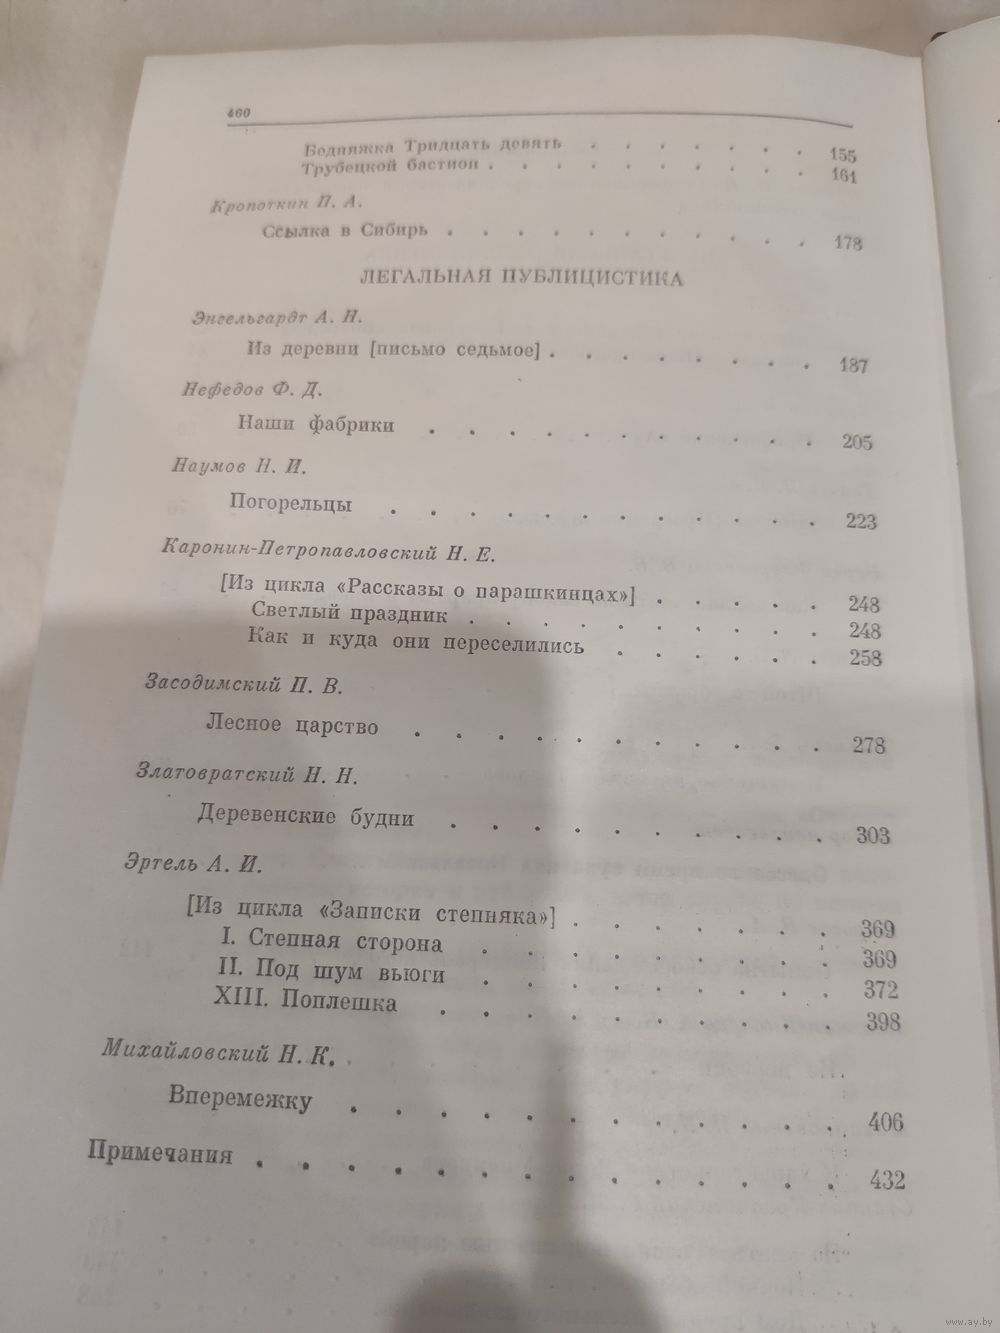 460
Бедняжка Тридцать девять . . . . . . . 155
Трубецкой бастион . . . . . . . . . . 161
Кропоткин П. А.
Ссылка в Сибирь . . . . . . . . . . . 178
ЛЕГАЛЬНАЯ ПУБЛИЦИСТИКА
Энгельгардт А. Н.
Из деревни [письмо седьмое] . . . . . . . . 187
Нефедов Ф. Д.
Наши фабрики . . . . . . . . . . . 205
Наумов Н. И.
Погорельцы . . . . . . . . . . . . 223
Каронин-Петропавловский Н. Е.
[Из цикла «Рассказы о парашкинцах»] . . . . . 248
Светлый праздник . . . . . . . . . . 248
Как и куда они переселились . . . . . . 258
Засодимский П. В.
Лесное царство . . . . . . . . . . . 278
Златовратский Н. Н.
Деревенские будни . . . . . . . . . . 303
Эртель А. И.
[Из цикла «Записки степняка»] . . . . . . . 369
I. Степная сторона . . . . . . . . . 369
II. Под шум вьюги . . . . . . . . . 372
XIII. Поплешка . . . . . . . . . . 398
Михайловский Н. К.
Вперемежку . . . . . . . . . . . . 406
Примечания . . . . . . . . . . . . . . 432
www.ay.by